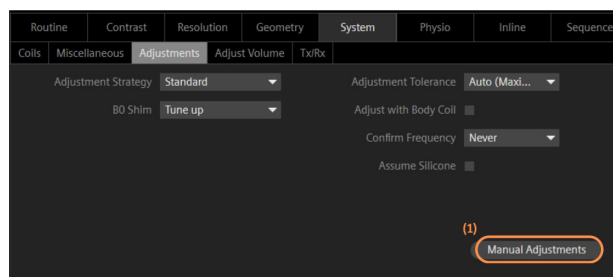 Routine Contrast Resolution Geometry System Physio Inline Sequence
Coils Miscellaneous Adjustments Adjust Volume Tx/Rx
Adjustment Strategy Standard Adjustment Tolerance Auto (Maxi...
B0 Shim Tune up Adjust with Body Coil
Confirm Frequency Never
Assume Silicone
(1)
Manual Adjustments